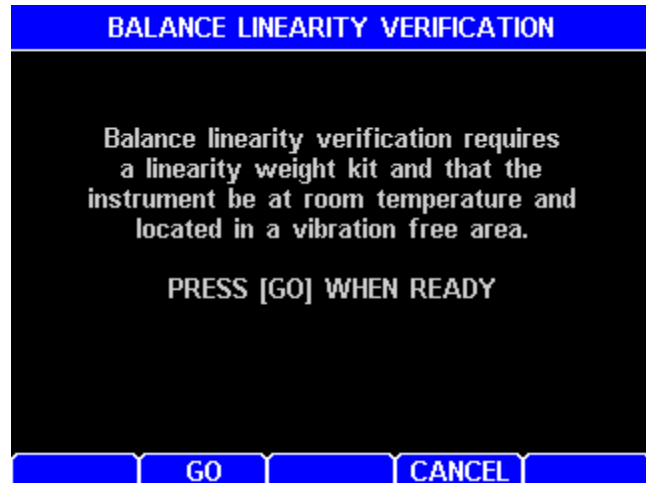 BALANCE LINEARITY VERIFICATION
Balance linearity verification requires
a linearity weight kit and that the
instrument be at room temperature and
located in a vibration free area.
PRESS [GO] WHEN READY
GO CANCEL